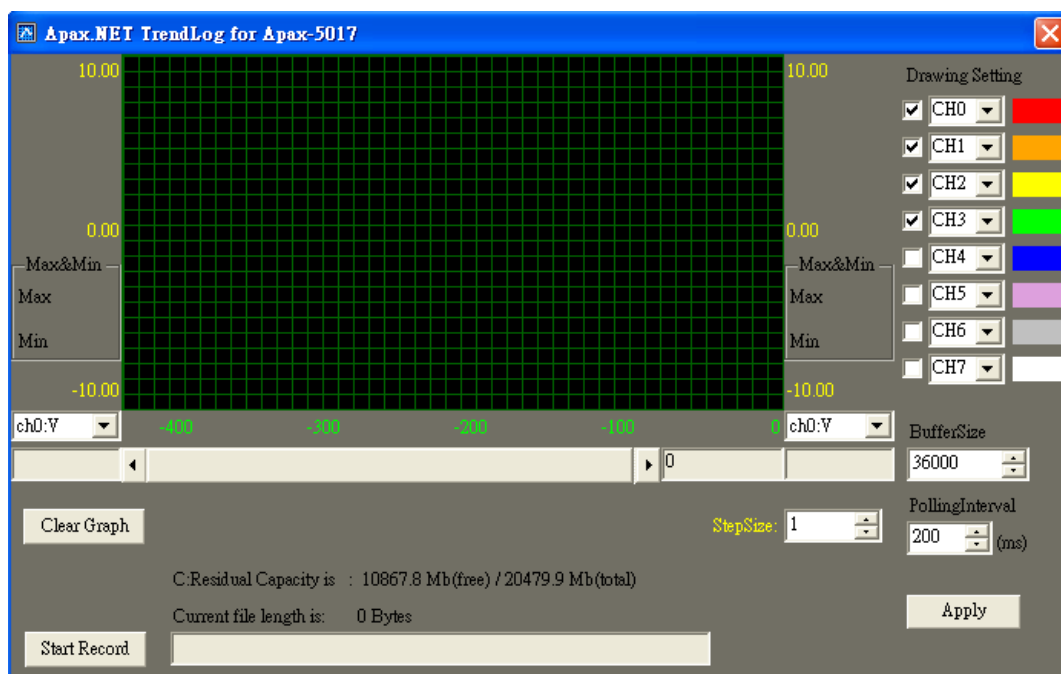 Apax.NET TrendLog for Apax-5017
10.00
10.00
Drawing Setting
CH0
CH1
CH2
CH3
0.00
0.00
Max&Min
Max&Min
CH4
Max
Max
CH5
CH6
Min
Min
CH7
-10.00
-10.00
ch0:V
-400 -300 -200 -100 0
ch0:V
BufferSize
0
36000
PollingInterval
Clear Graph
StepSize: 1
200 (ms)
C:Residual Capacity is : 10867.8 Mb(free) / 20479.9 Mb(total)
Current file length is: 0 Bytes
Apply
Start Record